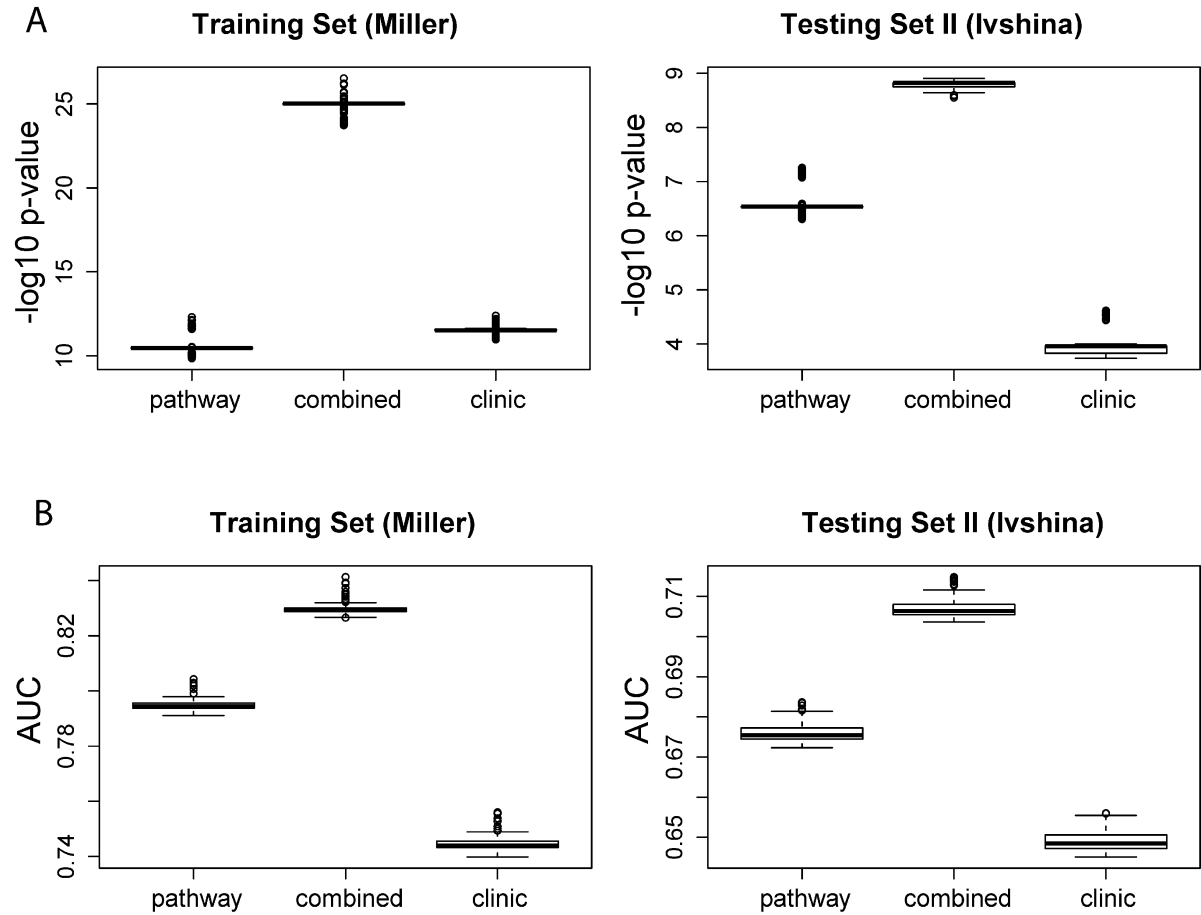 A
Training Set (Miller)
Testing Set II (Ivshina)
-log10 p-value
10
15
20
25
pathway
combined
clinic
-log10 p-value
4
5
6
7
8
9
pathway
combined
clinic
B
Training Set (Miller)
Testing Set II (Ivshina)
AUC
0.74
0.78
0.82
pathway
combined
clinic
AUC
0.65
0.67
0.69
0.71
pathway
combined
clinic